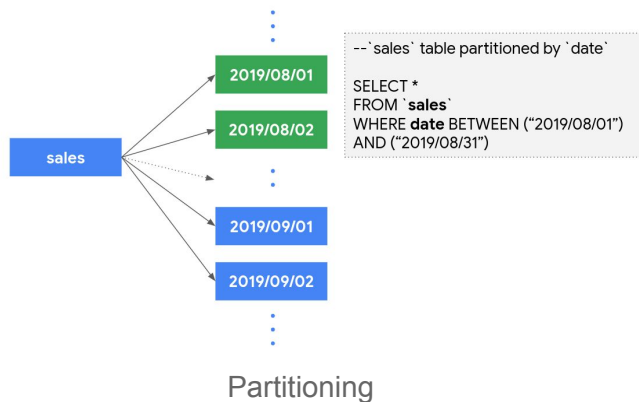 sales
2019/08/01
2019/08/02
2019/09/01
2019/09/02
--`sales` table partitioned by `date`
SELECT *
FROM `sales`
WHERE date BETWEEN (“2019/08/01”)
AND (“2019/08/31”)
Partitioning